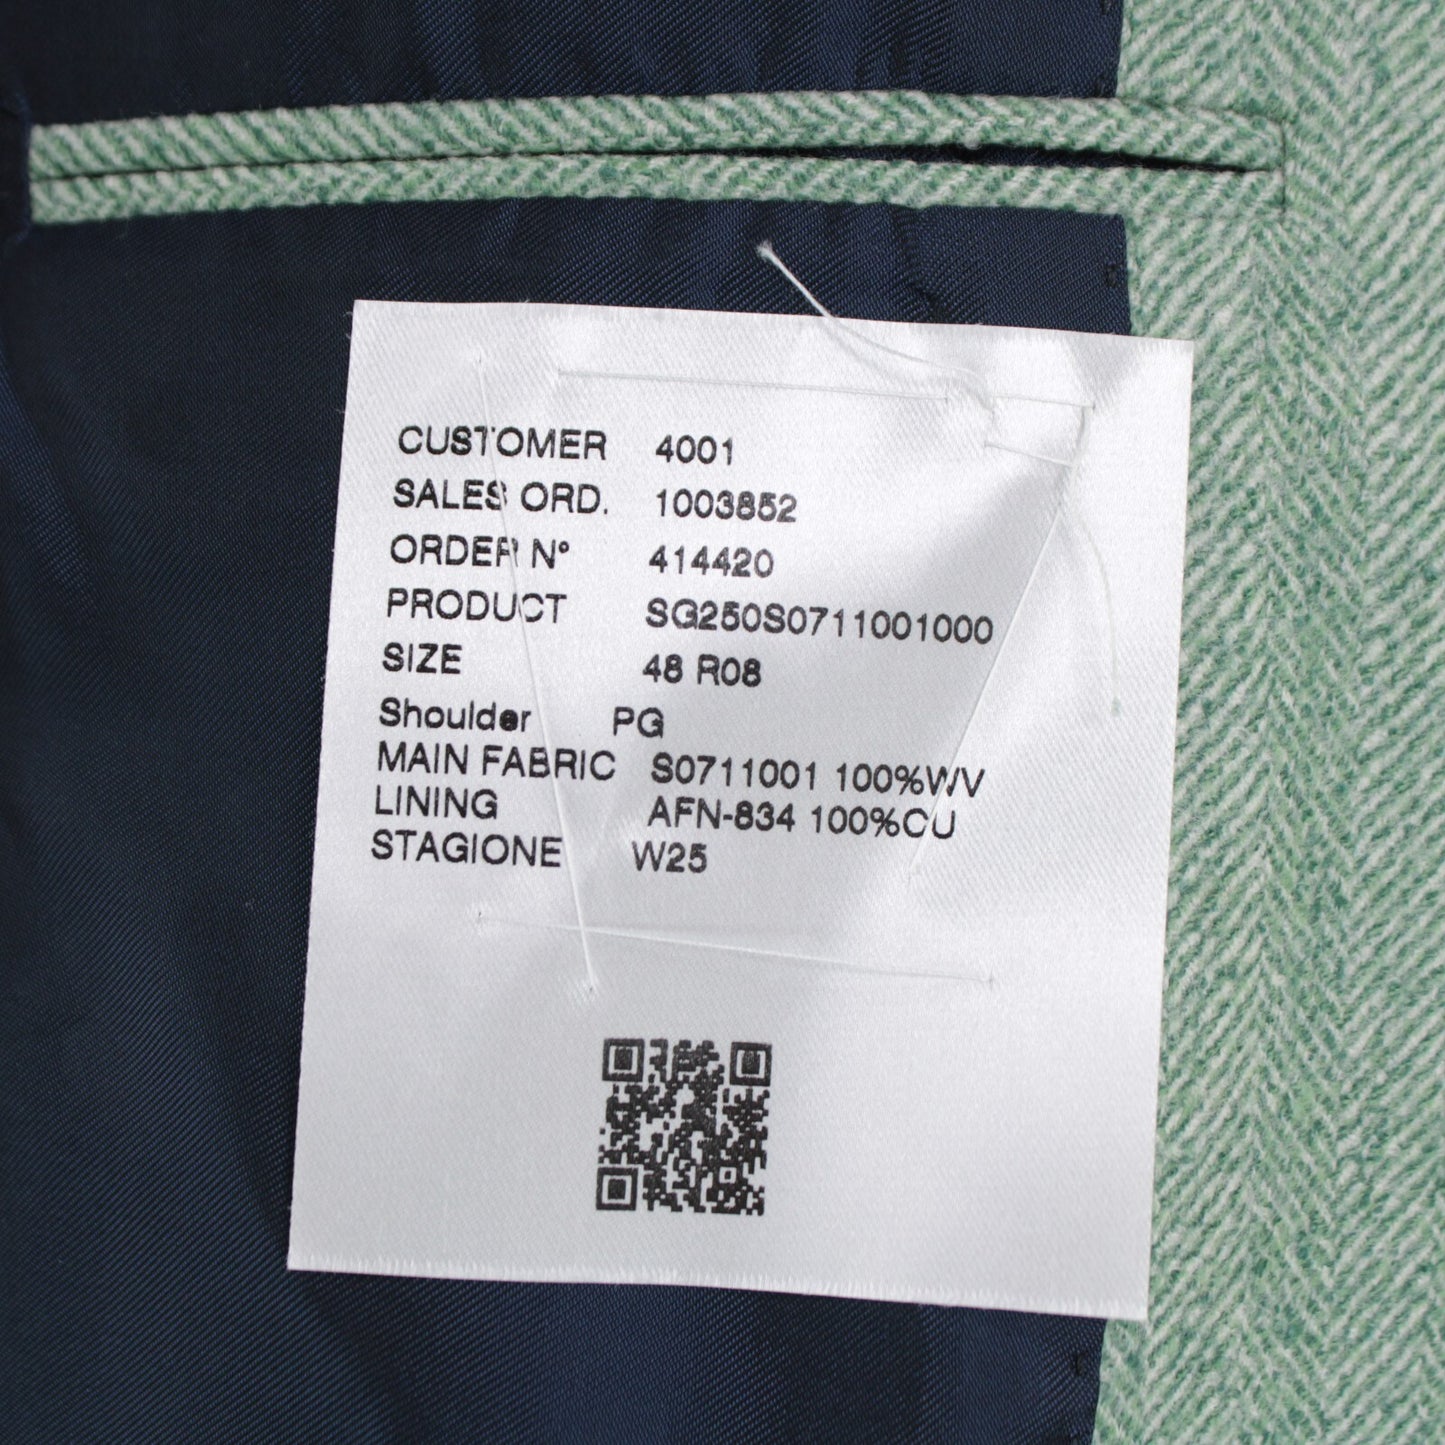 CUSTOMER 4001
SALES ORD. 1003852
ORDER N° 414420
PRODUCT SG250S0711001000
SIZE 48 R08
Shoulder PG
MAIN FABRIC S0711001 100%WV
LINING AFN-834 100%CU
STAGIONE W25